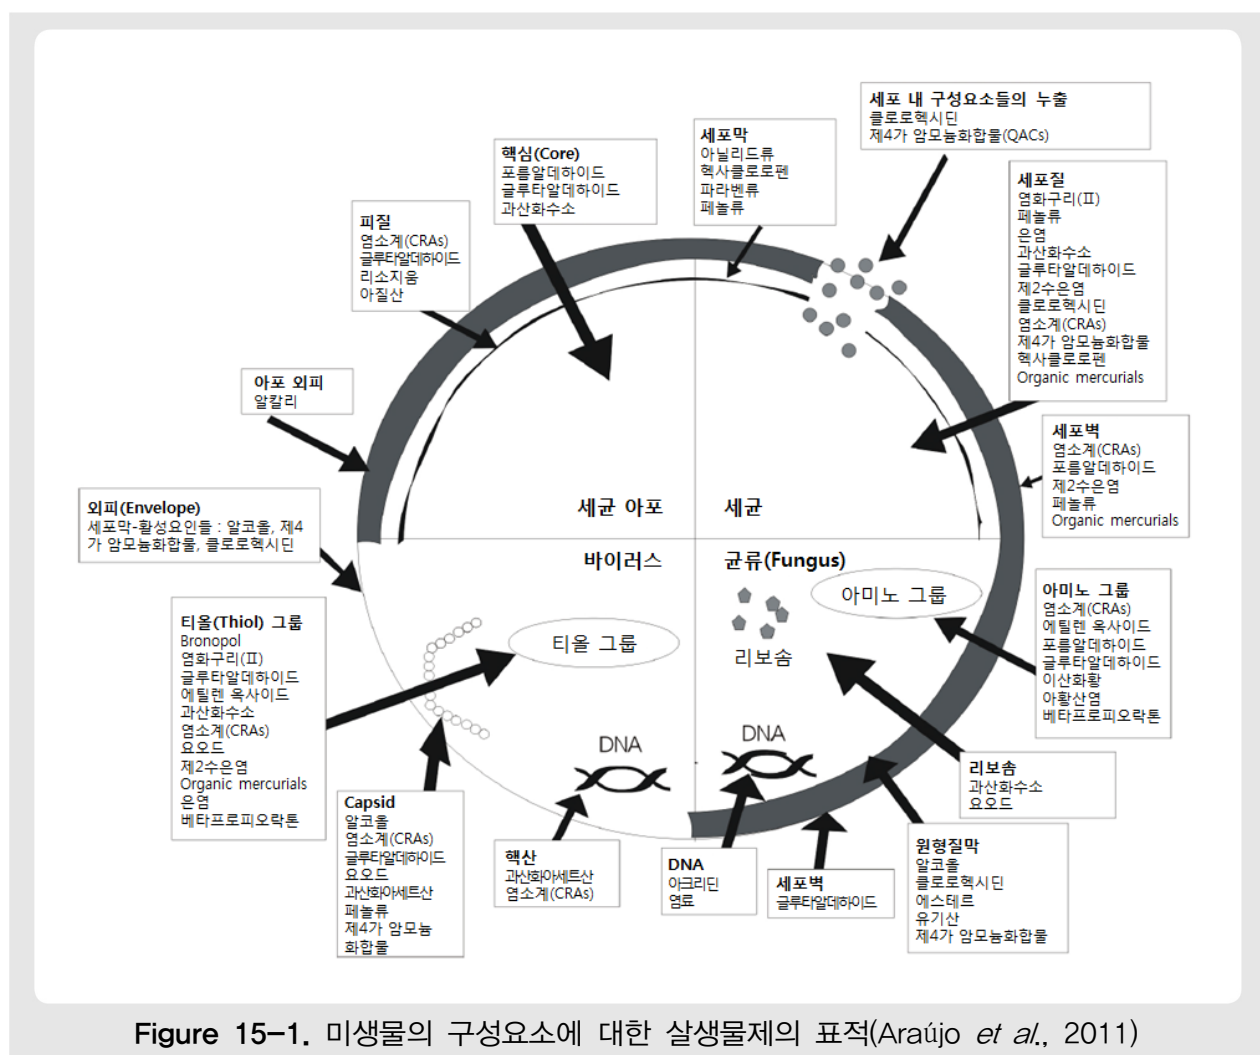 세포 내 구성요소들의 누출
클로로헥시딘
제4가 암모늄화합물(QACs)
세포막
아닐리드류
헥사클로로펜
파라벤류
페놀류
핵심(Core)
포름알데하이드
글루타알데하이드
과산화수소
피질
염소계(CRAs)
글루타알데하이드
리소지움
아질산
세포질
염화구리(II)
페놀류
은염
과산화수소
글루타알데하이드
제2수은염
클로로헥시딘
염소계(CRAs)
제4가 암모늄화합물
헥사클로로펜
Organic mercurials
아포 외피
알칼리
세포벽
염소계(CRAs)
포름알데하이드
제2수은염
페놀류
Organic mercurials
외피(Envelope)
세포막-활성요인들 : 알코올, 제4
가 암모늄화합물, 클로로헥시딘
세균 아포
세균
바이러스
균류(Fungus)
아미노 그룹
티올 그룹
리보솜
DNA
DNA
티올(Thiol) 그룹
Bronopol
염화구리(II)
글루타알데하이드
에틸렌 옥사이드
과산화수소
염소계(CRAs)
요오드
제2수은염
Organic mercurials
은염
베타프로피오락톤
아미노 그룹
염소계(CRAs)
에틸렌 옥사이드
포름알데하이드
글루타알데하이드
이산화황
아황산염
베타프로피오락톤
리보솜
과산화수소
요오드
Capsid
알코올
염소계(CRAs)
글루타알데하이드
요오드
과산화아세트산
페놀류
제4가 암모늄
화합물
핵산
과산화아세트산
염소계(CRAs)
DNA
아크리딘
염료
세포벽
글루타알데하이드
원형질막
알코올
클로로헥시딘
에스테르
유기산
제4가 암모늄화합물
Figure 15-1. 미생물의 구성요소에 대한 살생물제의 표적(Araújo et al., 2011)